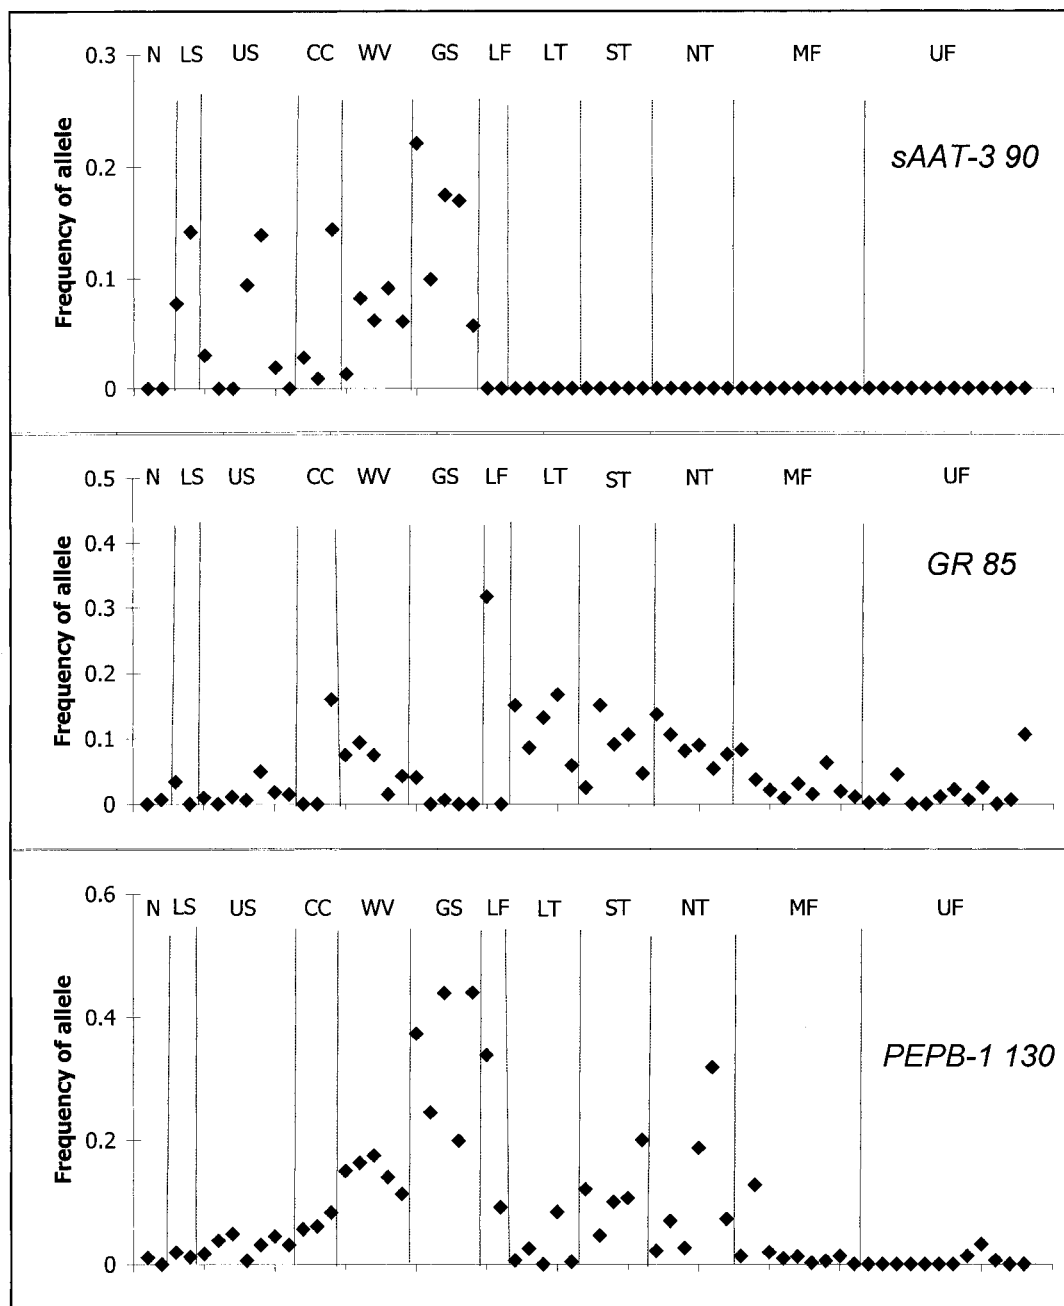 N LS US CC WV GS LF LT ST NT MF UF
0.3
0.2
0.1
0
Frequency of allele
sAAT-3 90
N LS US CC WV GS LF LT ST NT MF UF
0.5
0.4
0.3
0.2
0.1
0
Frequency of allele
GR 85
N LS US CC WV GS LF LT ST NT MF UF
0.6
0.4
0.2
0
Frequency of allele
PEPB-1 130